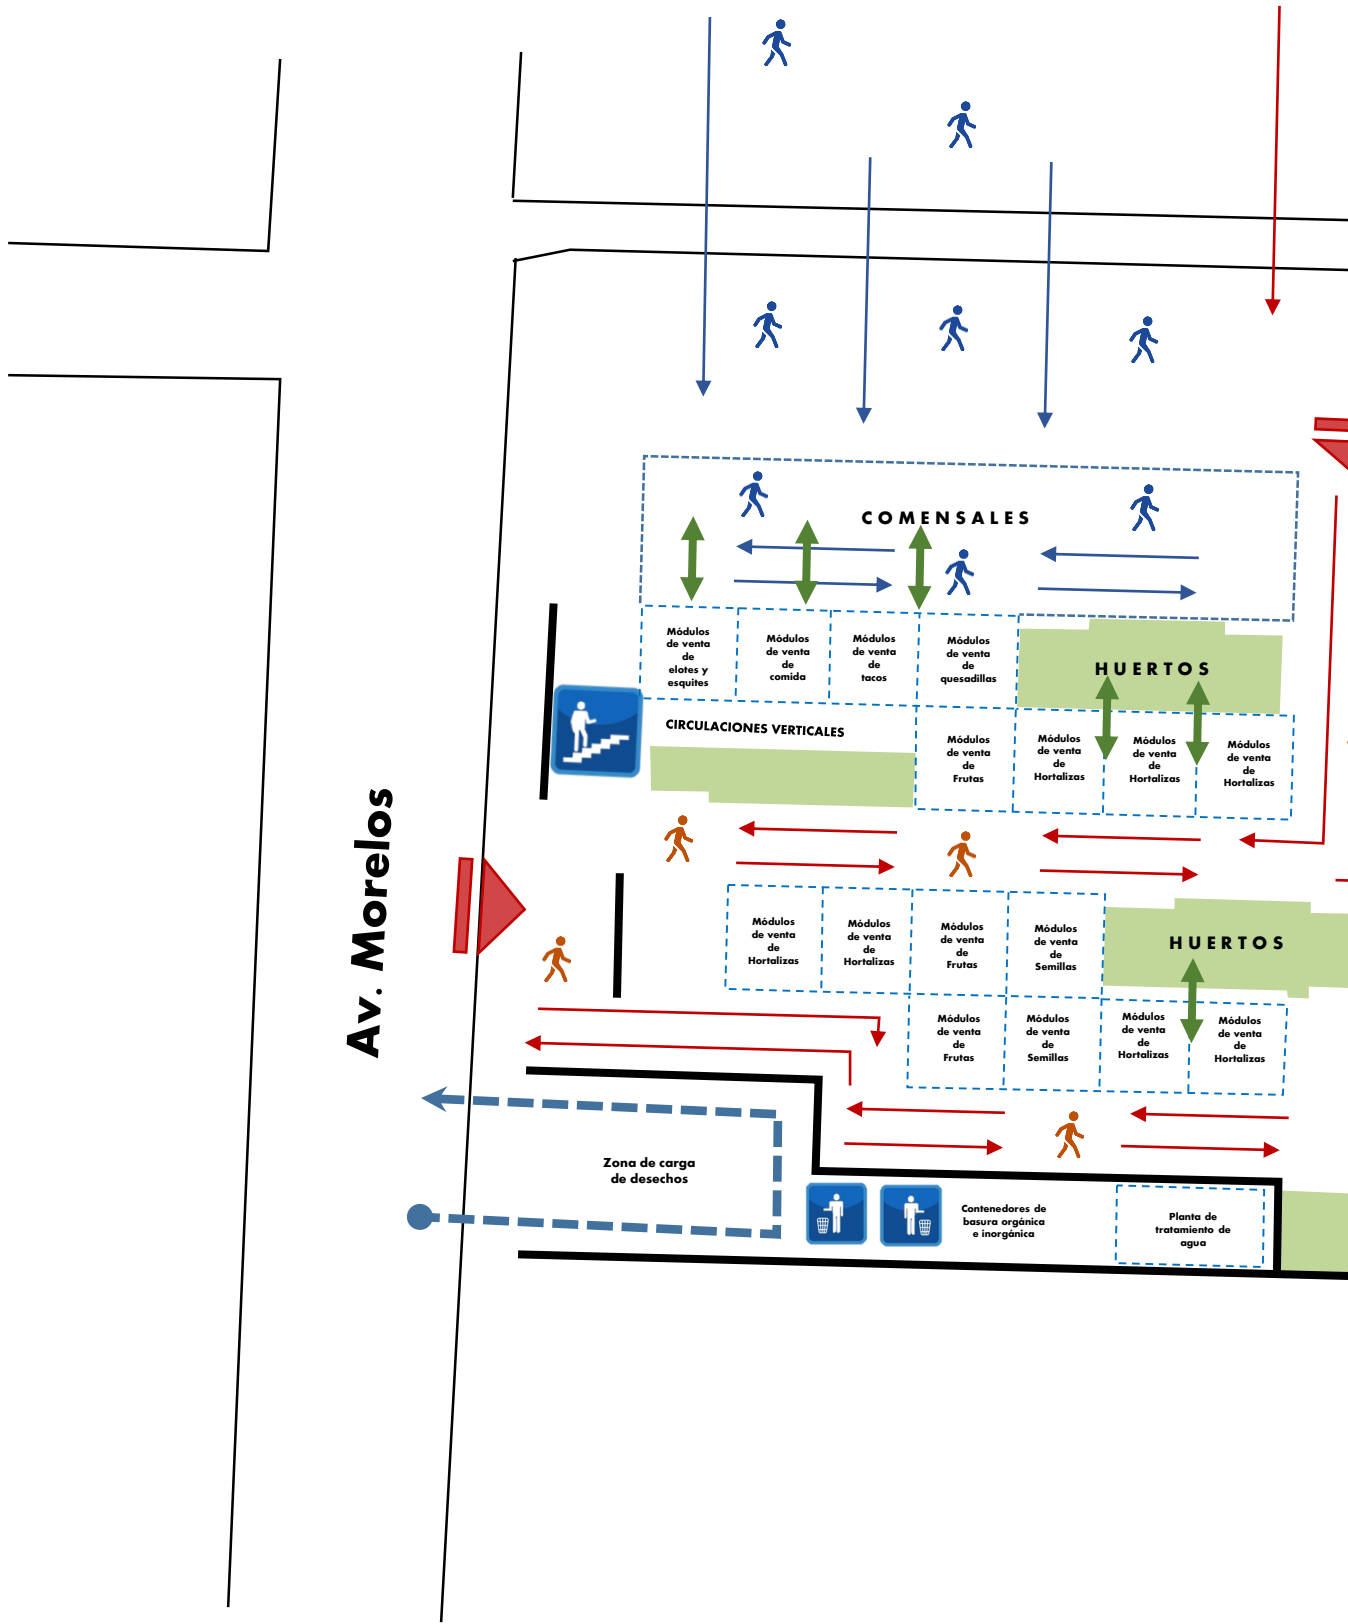 COMENSALES
Módulos
de venta
de
elotes y
esquites
Módulos
de venta
de
comida
Módulos
de venta
de
tacos
Módulos
de venta
de
quesadillas
HUERTOS
CIRCULACIONES VERTICALES
Módulos
de venta
de
Frutas
Módulos
de venta
de
Hortalizas
Módulos
de venta
de
Hortalizas
Módulos
de venta
de
Hortalizas
Av. Morelos
Módulos
de venta
de
Hortalizas
Módulos
de venta
de
Hortalizas
Módulos
de venta
de
Frutas
Módulos
de venta
de
Semillas
HUERTOS
Módulos
de venta
de
Frutas
Módulos
de venta
de
Semillas
Módulos
de venta
de
Hortalizas
Módulos
de venta
de
Hortalizas
Zona de carga
de desechos
Contenedores de
basura orgánica
e inorgánica
Planta de
tratamiento de
agua